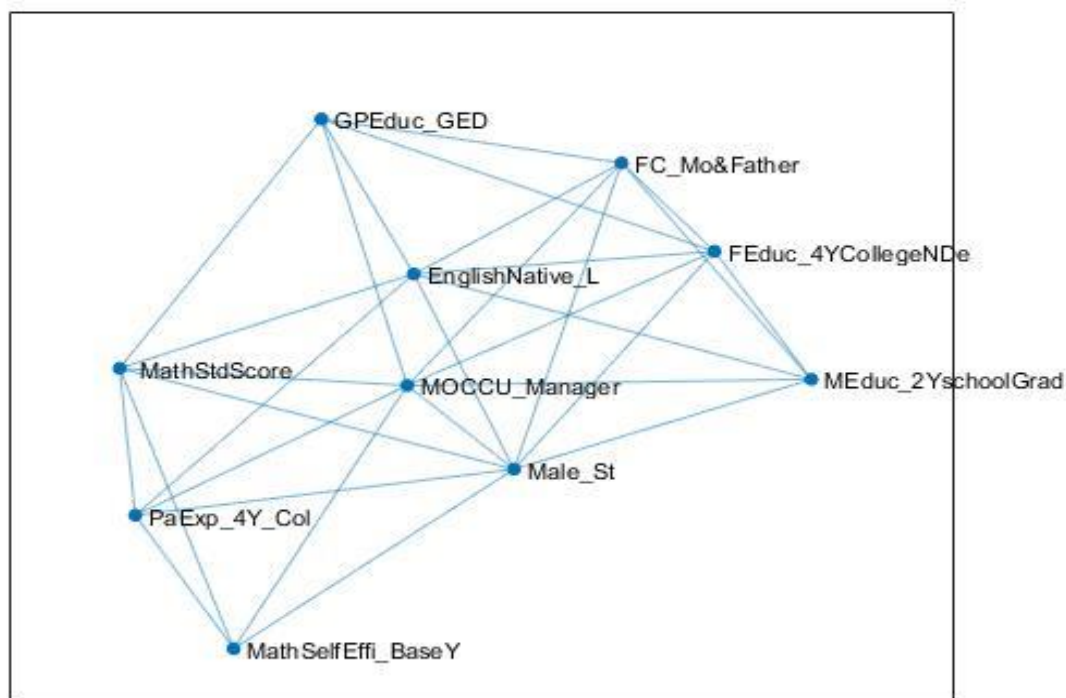 GPEduc_GED
FC_Mo&Father
FEduc_4YCollegeNDe
EnglishNative_L
MathStdScore
MOCCU_Manager
MEduc_2YschoolGrad
Male_St
PaExp_4Y_Col
MathSelfEffi_BaseY